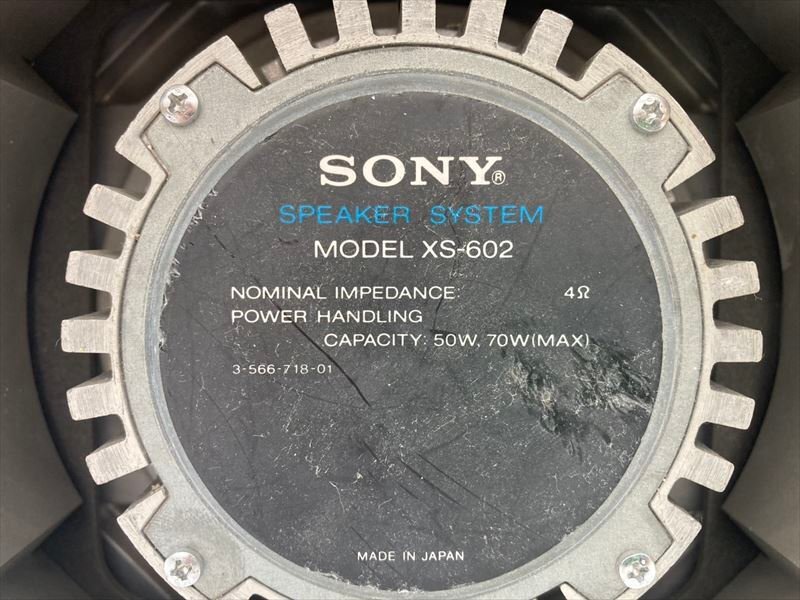 SONY®
SPEAKER SYSTEM
MODEL XS-602
NOMINAL IMPEDANCE: 4Ω
POWER HANDLING
CAPACITY: 50W, 70W(MAX)
3-566-718-01
MADE IN JAPAN